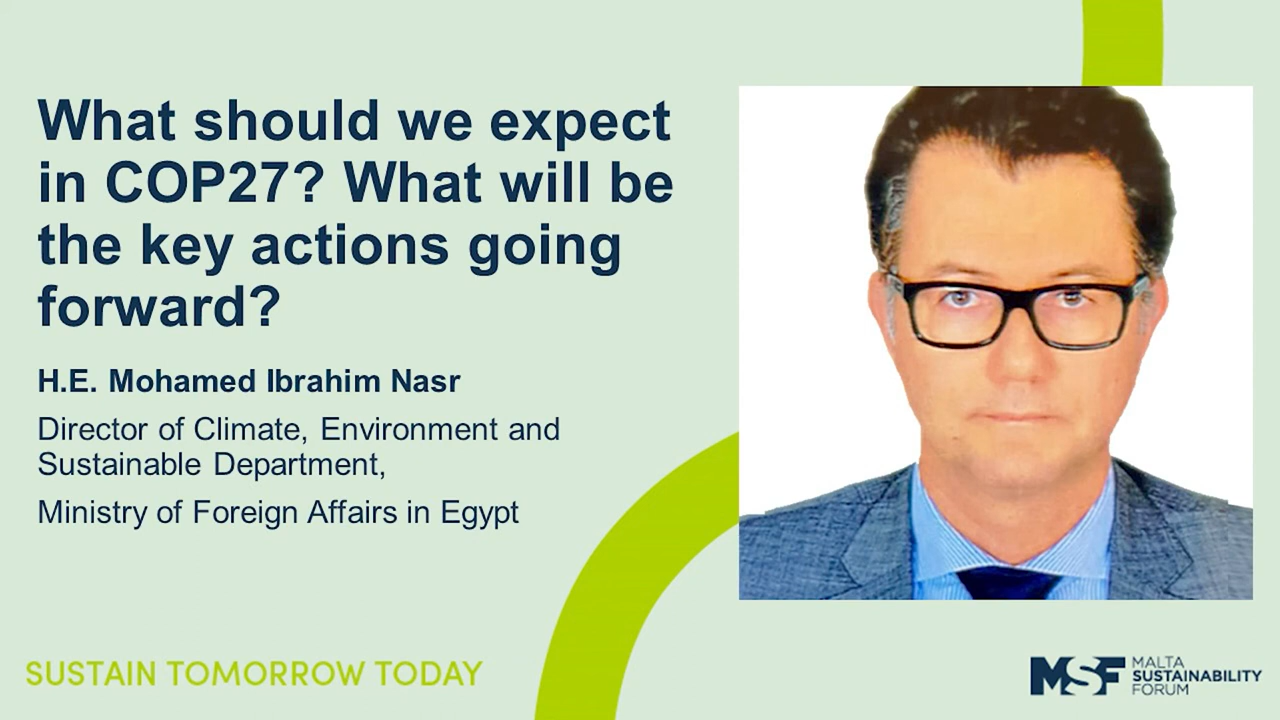 What should we expect
in COP27? What will be
the key actions going
forward?
H.E. Mohamed Ibrahim Nasr
Director of Climate, Environment and
Sustainable Department,
Ministry of Foreign Affairs in Egypt
SUSTAIN TOMORROW TODAY
MSF
MALTA
SUSTAINABILITY
FORUM